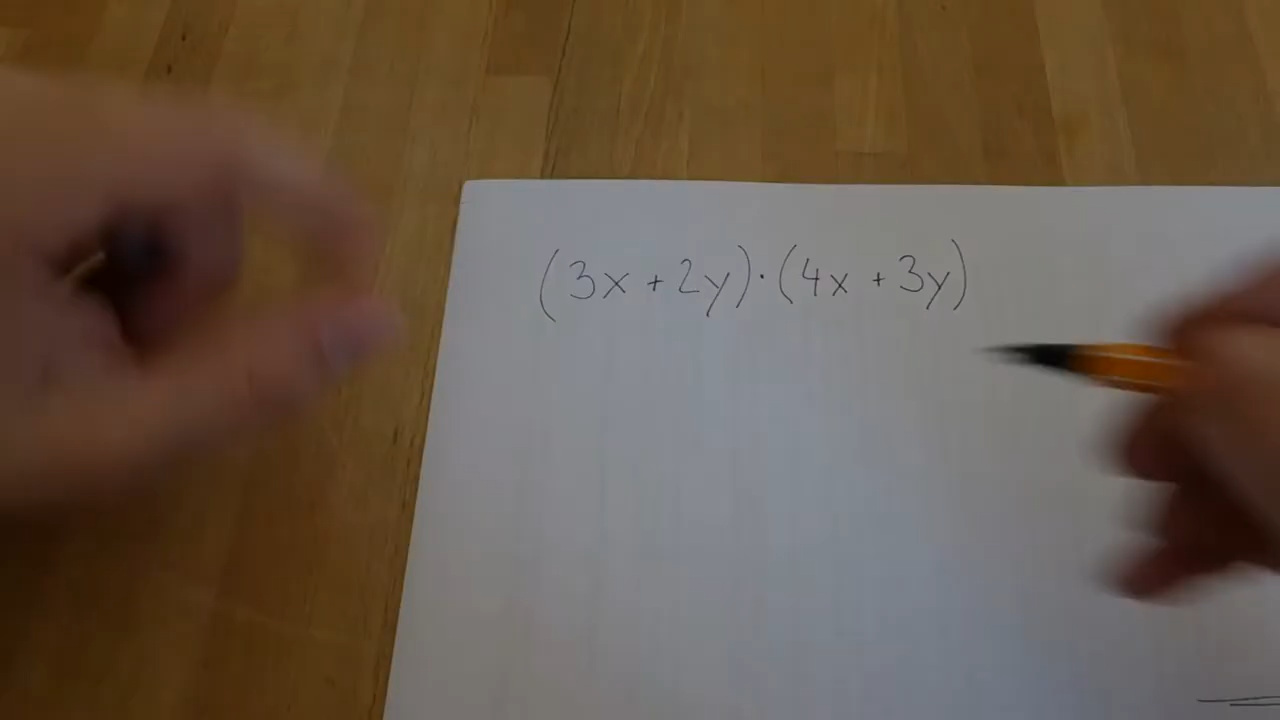 (3x + 2y) · (4x + 3y)